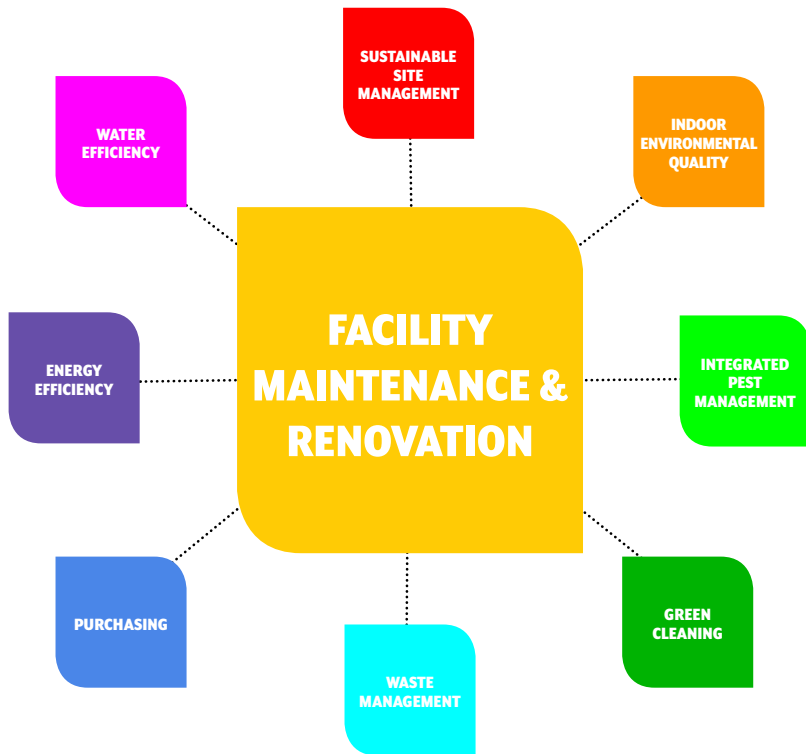 SUSTAINABLE
SITE
MANAGEMENT
INDOOR
ENVIRONMENTAL
QUALITY
INTEGRATED
PEST
MANAGEMENT
GREEN
CLEANING
WASTE
MANAGEMENT
PURCHASING
ENERGY
EFFICIENCY
WATER
EFFICIENCY
FACILITY
MAINTENANCE &
RENOVATION